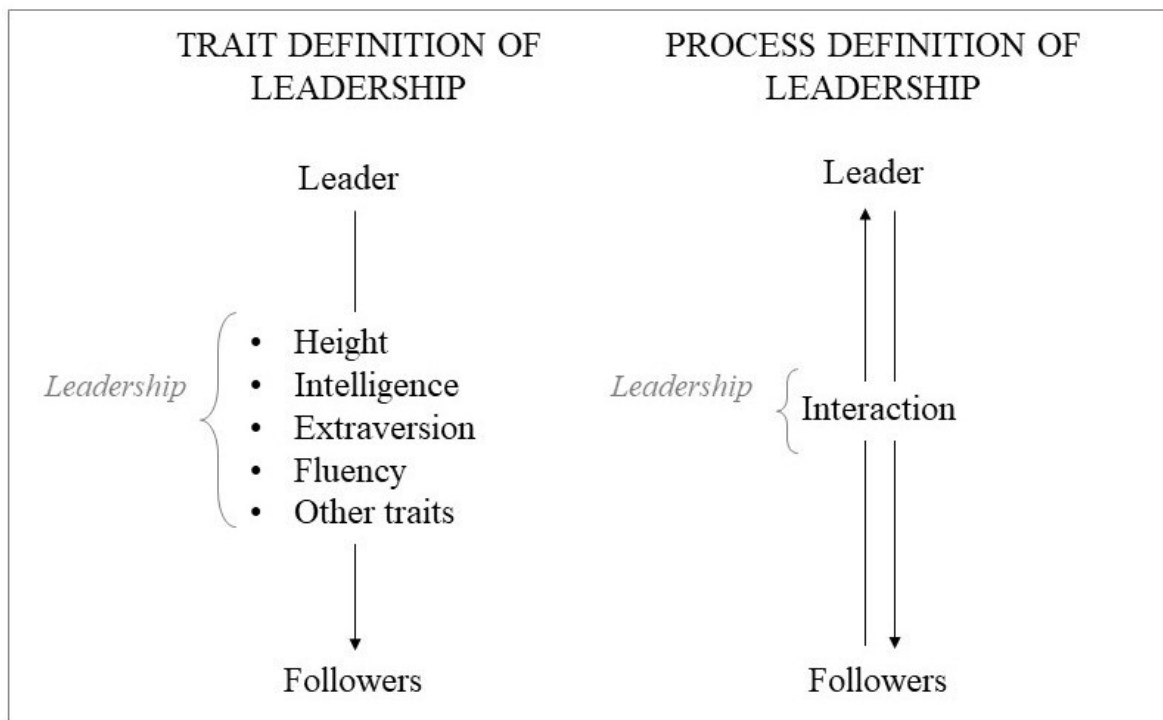 TRAIT DEFINITION OF
LEADERSHIP
Leader
Leadership
• Height
• Intelligence
• Extraversion
• Fluency
• Other traits
Followers
PROCESS DEFINITION OF
LEADERSHIP
Leader
Leadership
Interaction
Followers